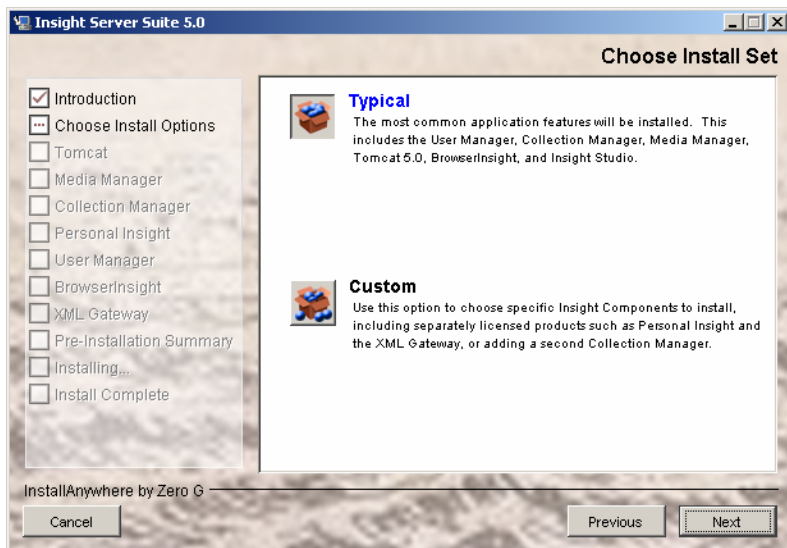 Insight Server Suite 5.0
Choose Install Set
Introduction
Choose Install Options
Tomcat
Media Manager
Collection Manager
Personal Insight
User Manager
BrowserInsight
XML Gateway
Pre-Installation Summary
Installing...
Install Complete
Typical
The most common application features will be installed. This
includes the User Manager, Collection Manager, Media Manager,
Tomcat 5.0, BrowserInsight, and Insight Studio.
Custom
Use this option to choose specific Insight Components to install,
including separately licensed products such as Personal Insight and
the XML Gateway, or adding a second Collection Manager.
InstallAnywhere by Zero G
Cancel
Previous
Next